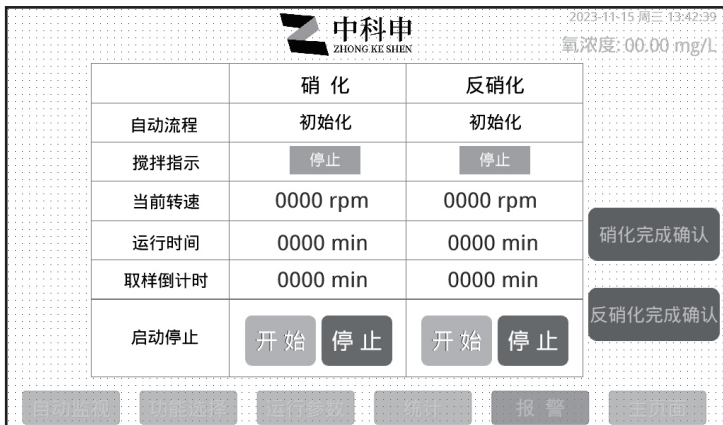 中科申
ZHONG KE SHEN
2023-11-15 周三 13:42:39
氧浓度: 00.00 mg/L
硝 化 反硝化
自动流程 初始化 初始化
搅拌指示 停止 停止
当前转速 0000 rpm 0000 rpm
运行时间 0000 min 0000 min
取样倒计时 0000 min 0000 min
启动停止 开 始 停 止 开 始 停 止
硝化完成确认
反硝化完成确认
自动监视 功能选择 运行参数 统计 报 警 主页面